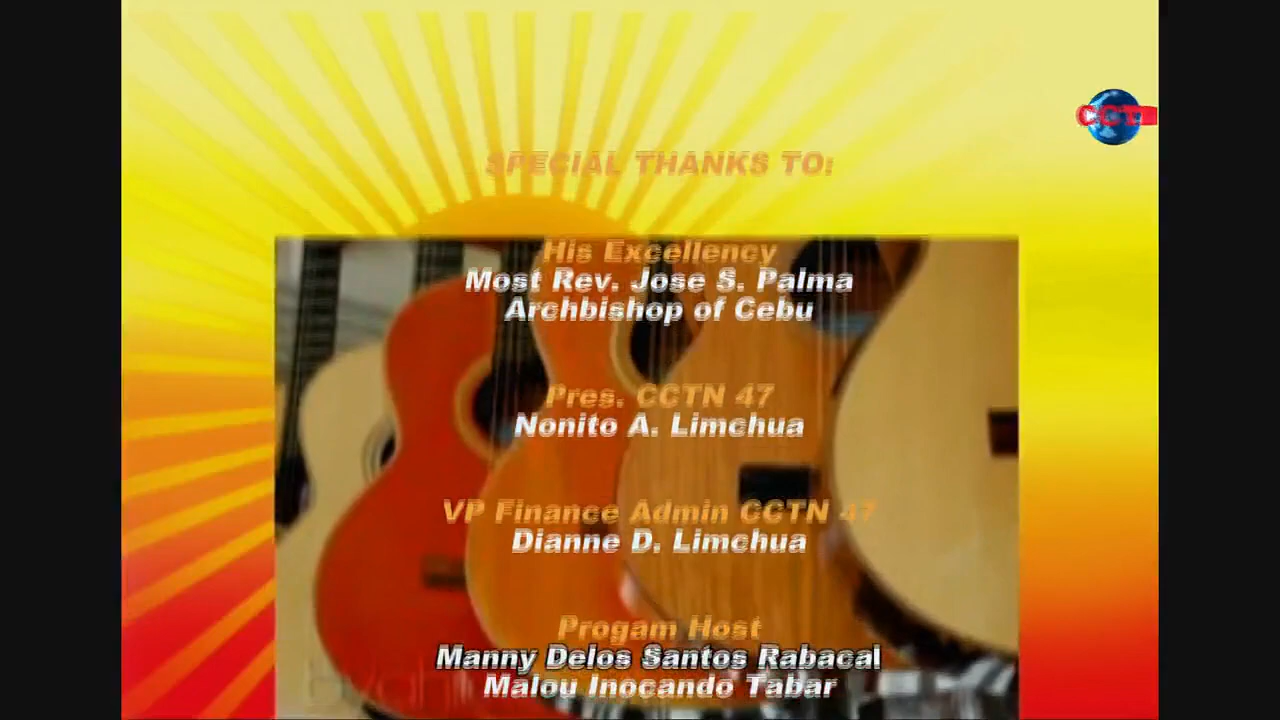 CCT
SPECIAL THANKS TO:
His Excellency
Most Rev. Jose S. Palma
Archbishop of Cebu
Pres. CCTN 47
Nonito A. Limchua
VP Finance Admin CCTN 47
Dianne D. Limchua
Progam Host
Manny Delos Santos Rabacal
Malou Inocando Tabar